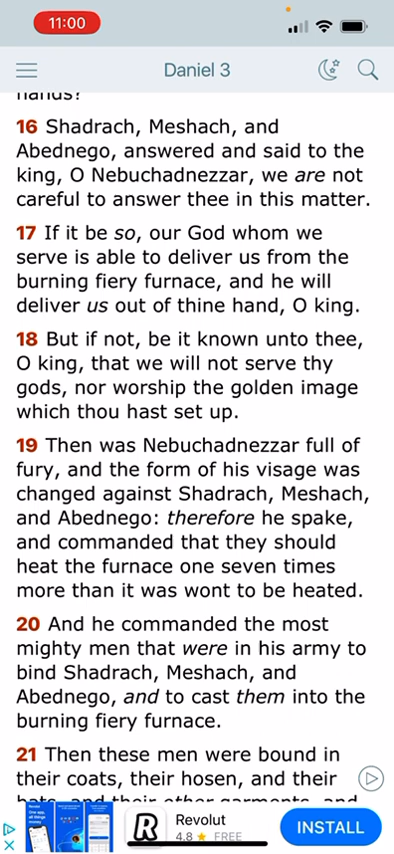 11:00
Daniel 3
hands?
16 Shadrach, Meshach, and
Abednego, answered and said to the
king, O Nebuchadnezzar, we are not
careful to answer thee in this matter.
17 If it be so, our God whom we
serve is able to deliver us from the
burning fiery furnace, and he will
deliver us out of thine hand, O king.
18 But if not, be it known unto thee,
O king, that we will not serve thy
gods, nor worship the golden image
which thou hast set up.
19 Then was Nebuchadnezzar full of
fury, and the form of his visage was
changed against Shadrach, Meshach,
and Abednego: therefore he spake,
and commanded that they should
heat the furnace one seven times
more than it was wont to be heated.
20 And he commanded the most
mighty men that were in his army to
bind Shadrach, Meshach, and
Abednego, and to cast them into the
burning fiery furnace.
21 Then these men were bound in
their coats, their hosen, and their
hats, and their other garments, and
R
Revolut
4.8 ★ FREE
INSTALL